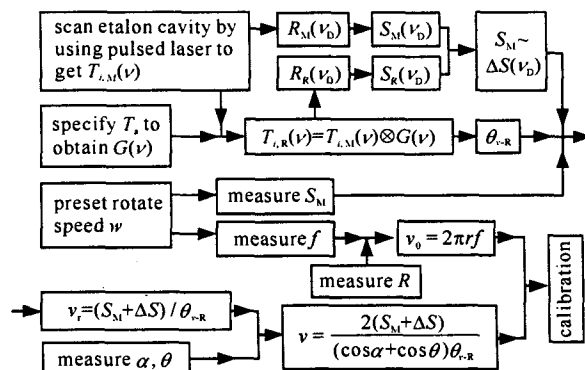 scan etalon cavity by
using pulsed laser to
get T_{i,M}(ν)
R_M(ν_D)
S_M(ν_D)
R_R(ν_D)
S_R(ν_D)
S_M~
ΔS(ν_D)
specify T_a to
obtain G(ν)
T_{i,R}(ν)=T_{i,M}(ν)⊗G(ν)
θ_{v-R}
preset rotate
speed w
measure S_M
measure f
measure R
v_0 = 2πrf
calibration
v_r=(S_M+ΔS)/θ_{v-R}
measure α, θ
v= 2(S_M+ΔS) / (cosα+cosθ)θ_{v-R}